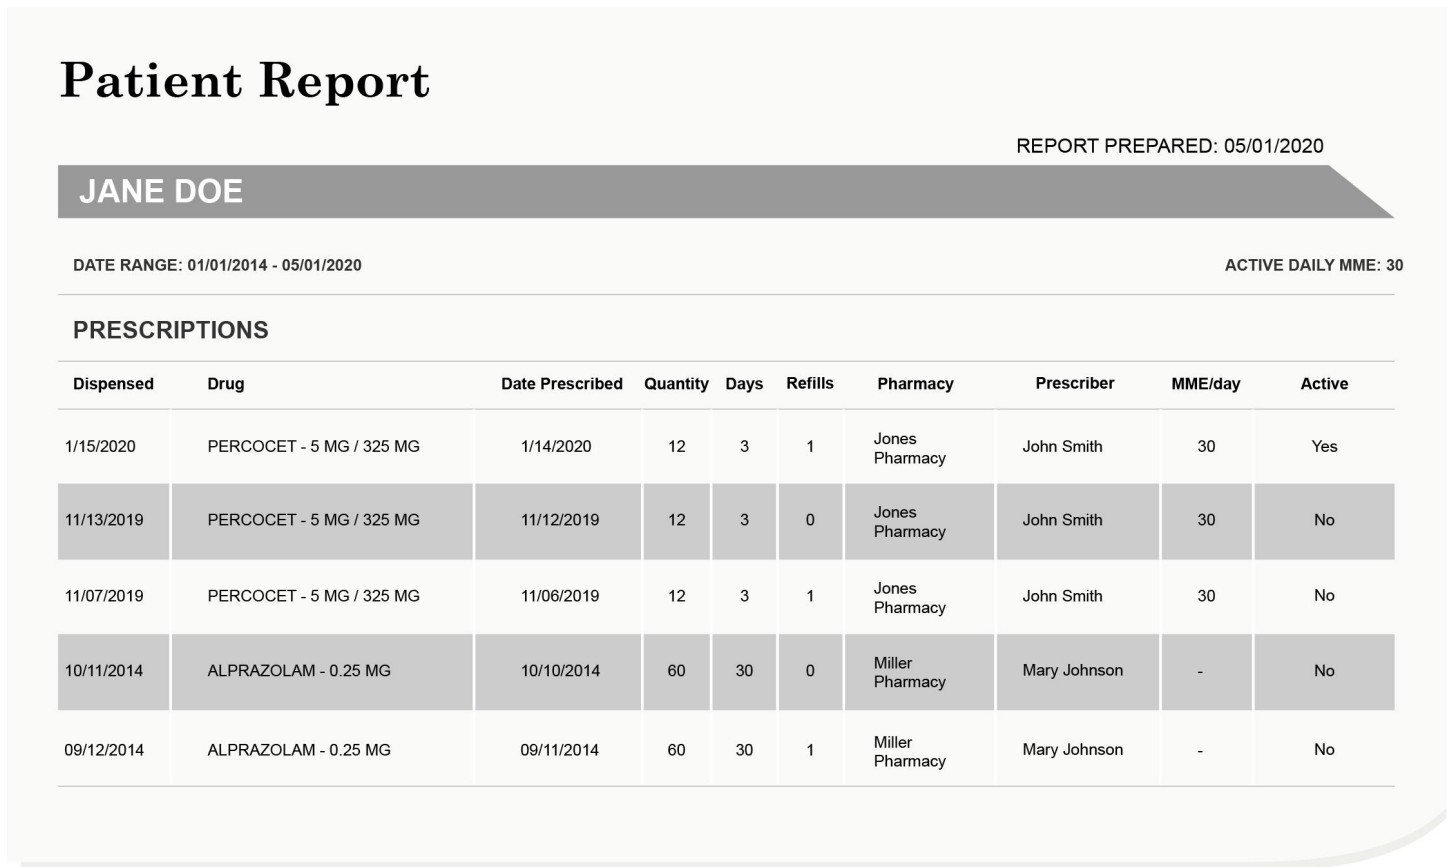 Patient Report
REPORT PREPARED: 05/01/2020
JANE DOE
DATE RANGE: 01/01/2014 - 05/01/2020 ACTIVE DAILY MME: 30
PRESCRIPTIONS
Dispensed Drug Date Prescribed Quantity Days Refills Pharmacy Prescriber MME/day Active
1/15/2020 PERCOCET - 5 MG / 325 MG 1/14/2020 12 3 1 Jones Pharmacy John Smith 30 Yes
11/13/2019 PERCOCET - 5 MG / 325 MG 11/12/2019 12 3 0 Jones Pharmacy John Smith 30 No
11/07/2019 PERCOCET - 5 MG / 325 MG 11/06/2019 12 3 1 Jones Pharmacy John Smith 30 No
10/11/2014 ALPRAZOLAM - 0.25 MG 10/10/2014 60 30 0 Miller Pharmacy Mary Johnson - No
09/12/2014 ALPRAZOLAM - 0.25 MG 09/11/2014 60 30 1 Miller Pharmacy Mary Johnson - No